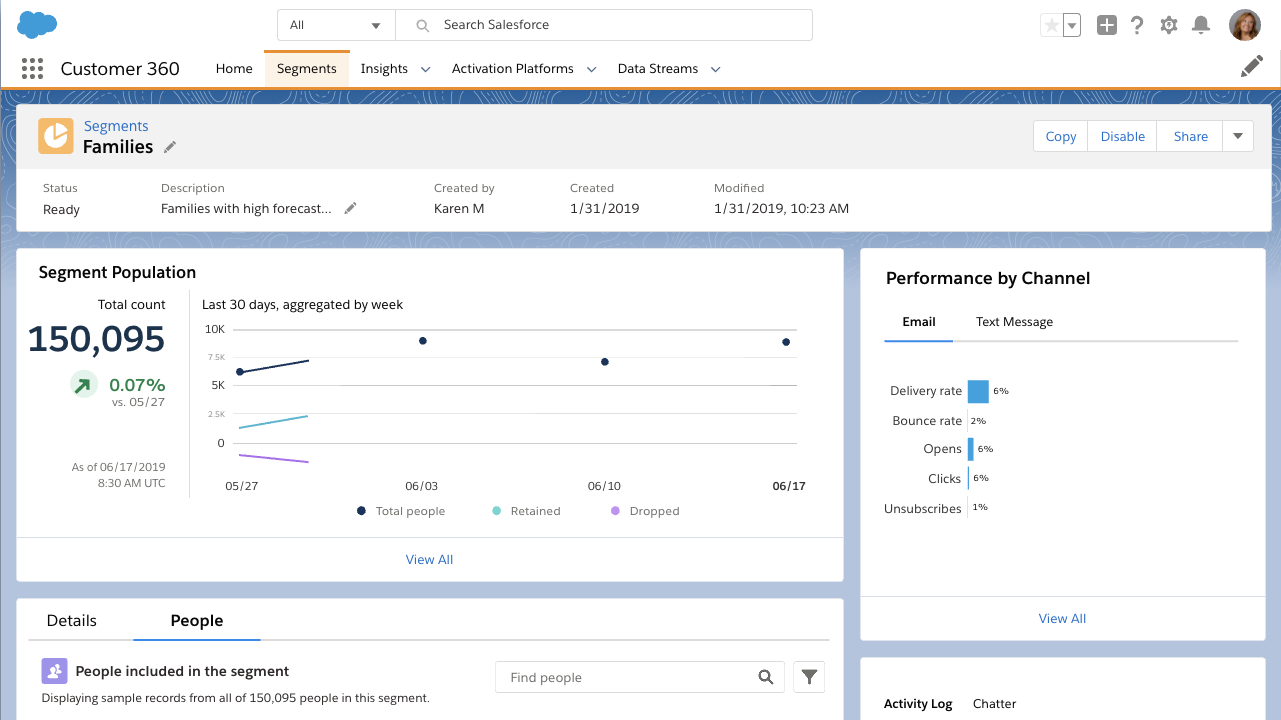 All
Search Salesforce
Customer 360
Home
Segments
Insights
Activation Platforms
Data Streams
Segments
Families
Copy
Disable
Share
Status
Description
Created by
Created
Modified
Ready
Families with high forecast...
Karen M
1/31/2019
1/31/2019, 10:23 AM
Segment Population
Total count
150,095
0.07%
vs. 05/27
As of 06/17/2019
8:30 AM UTC
Last 30 days, aggregated by week
10K
7.5K
5K
2.5K
0
05/27
06/03
06/10
06/17
Total people
Retained
Dropped
View All
Performance by Channel
Email
Text Message
Delivery rate 6%
Bounce rate 2%
Opens 6%
Clicks 6%
Unsubscribes 1%
View All
Details
People
People included in the segment
Displaying sample records from all of 150,095 people in this segment.
Find people
Activity Log
Chatter